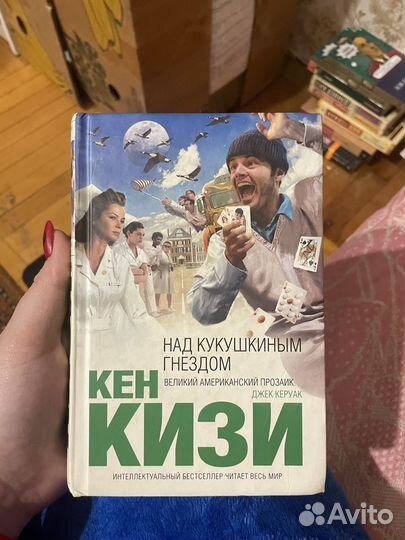 НАД КУКУШКИНЫМ
ГНЕЗДОМ
ВЕЛИКИЙ АМЕРИКАНСКИЙ ПРОЗАИК.
ДЖЕК КЕРУАК
КЕН
КИЗИ
ИНТЕЛЛЕКТУАЛЬНЫЙ БЕСТСЕЛЛЕР ЧИТАЕТ ВЕСЬ МИР
Avito